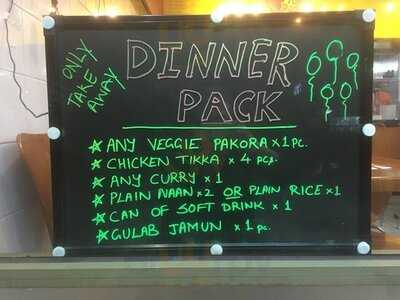 ONLY
TAKE
AWAY
DINNER
PACK
ANY VEGGIE PAKORA x 1 pc.
CHICKEN TIKKA x 4 pcs.
ANY CURRY x 1
PLAIN NAAN x 2 OR PLAIN RICE x 1
CAN OF SOFT DRINK x 1
GULAB JAMUN x 1 pc.